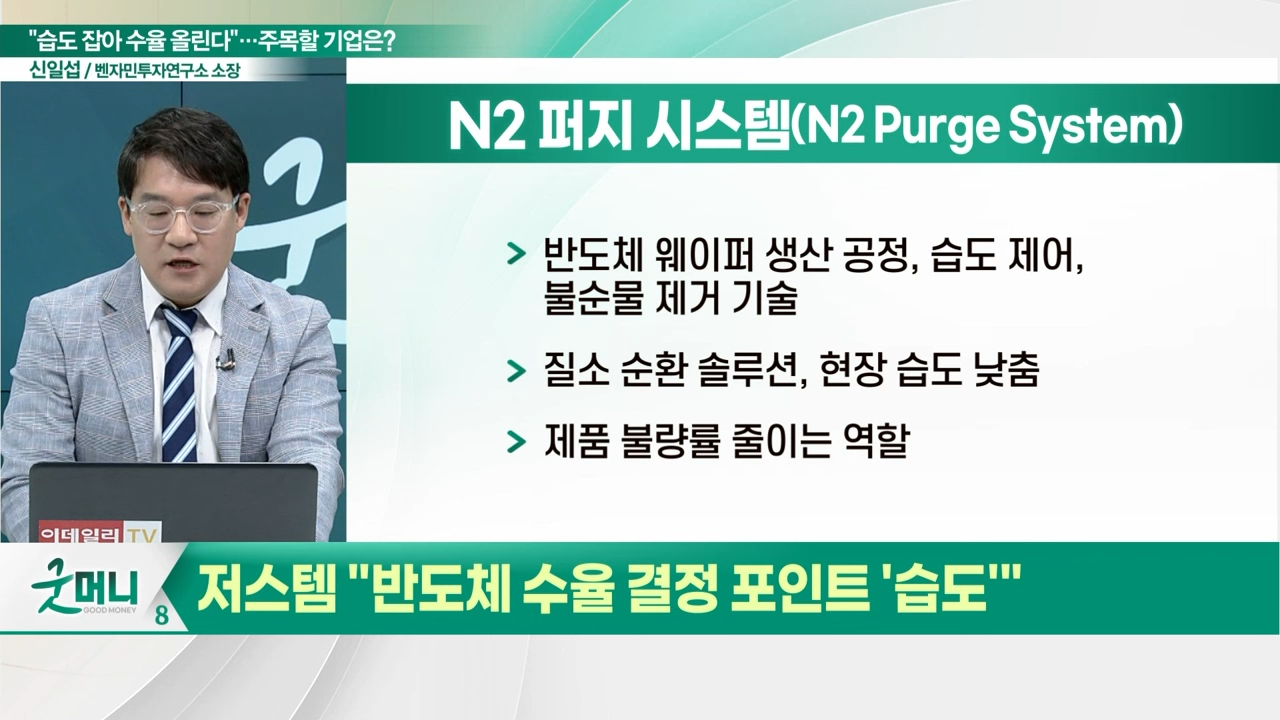 "습도 잡아 수율 올린다"…주목할 기업은?
신일섭 / 벤자민투자연구소 소장
N2 퍼지 시스템(N2 Purge System)
> 반도체 웨이퍼 생산 공정, 습도 제어,
불순물 제거 기술
> 질소 순환 솔루션, 현장 습도 낮춤
> 제품 불량률 줄이는 역할
이데일리 TV
굿머니
GOOD MONEY
8
저스템 "반도체 수율 결정 포인트 '습도'"
굿